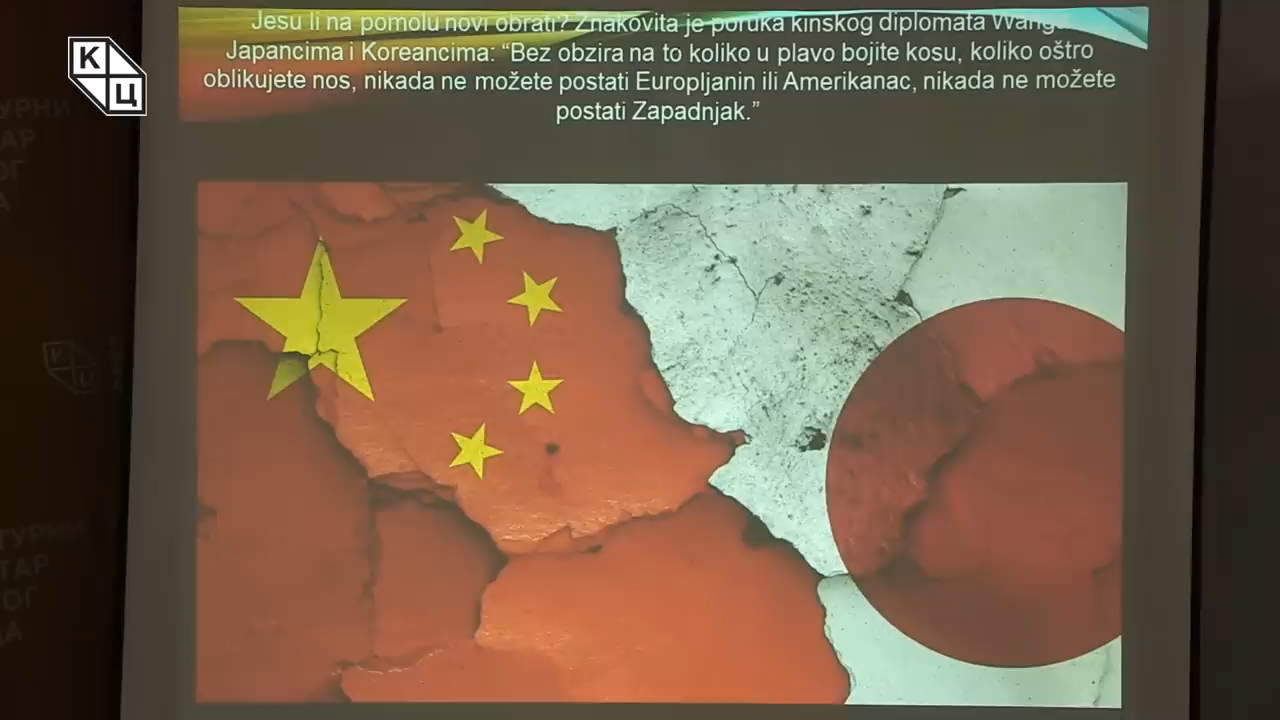 К
Ц
Jesu li na pomolu novi obrati? Znakovita je poruka kinskog diplomata Wanga
Japancima i Koreancima: “Bez obzira na to koliko u plavo bojite kosu, koliko oštro
oblikujete nos, nikada ne možete postati Europljanin ili Amerikanac, nikada ne možete
postati Zapadnjak.”